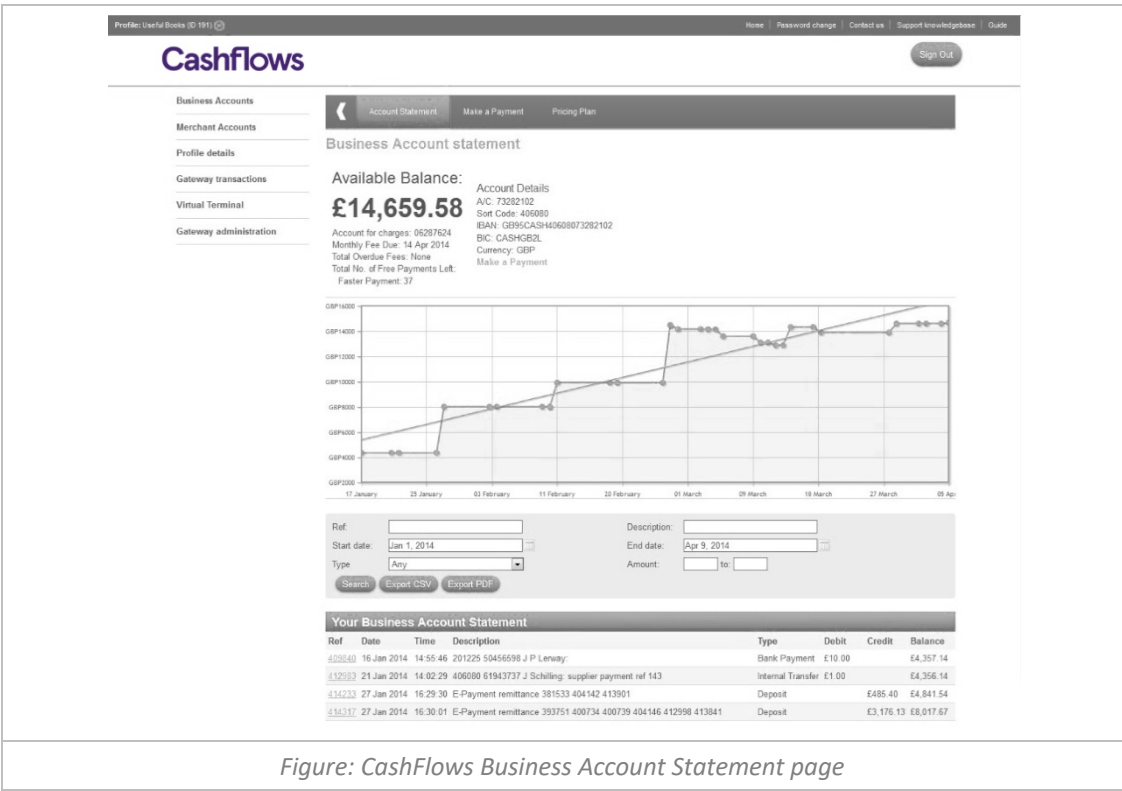 Profile: Useful Books (ID 191)
Home | Password change | Contact us | Support knowledgebase | Guide
Cashflows
Sign Out
Business Accounts
Merchant Accounts
Profile details
Gateway transactions
Virtual Terminal
Gateway administration
Account Statement Make a Payment Pricing Plan
Business Account statement
Available Balance:
£14,659.58
Account for charges: 06287624
Monthly Fee Due: 14 Apr 2014
Total Overdue Fees: None
Total No. of Free Payments Left:
Faster Payment: 37
Account Details
A/C: 73282102
Sort Code: 406080
IBAN: GB95CASH40608073282102
BIC: CASHGB2L
Currency: GBP
Make a Payment
GBP16000
GBP14000
GBP12000
GBP10000
GBP8000
GBP6000
GBP4000
GBP2000
17 January 25 January 03 February 11 February 20 February 01 March 09 March 18 March 27 March 05 Apr
Ref: Description:
Start date: Jan 1, 2014 End date: Apr 9, 2014
Type Any Amount: to:
Search Export CSV Export PDF
Your Business Account Statement
Ref Date Time Description Type Debit Credit Balance
409840 16 Jan 2014 14:55:46 201225 50456598 J P Lerway: Bank Payment £10.00 £4,357.14
412983 21 Jan 2014 14:02:29 406080 61943737 J Schilling: supplier payment ref 143 Internal Transfer £1.00 £4,356.14
414233 27 Jan 2014 16:29:30 E-Payment remittance 381533 404142 413901 Deposit £485.40 £4,841.54
414317 27 Jan 2014 16:30:01 E-Payment remittance 393751 400734 400739 404146 412998 413841 Deposit £3,176.13 £8,017.67
Figure: CashFlows Business Account Statement page